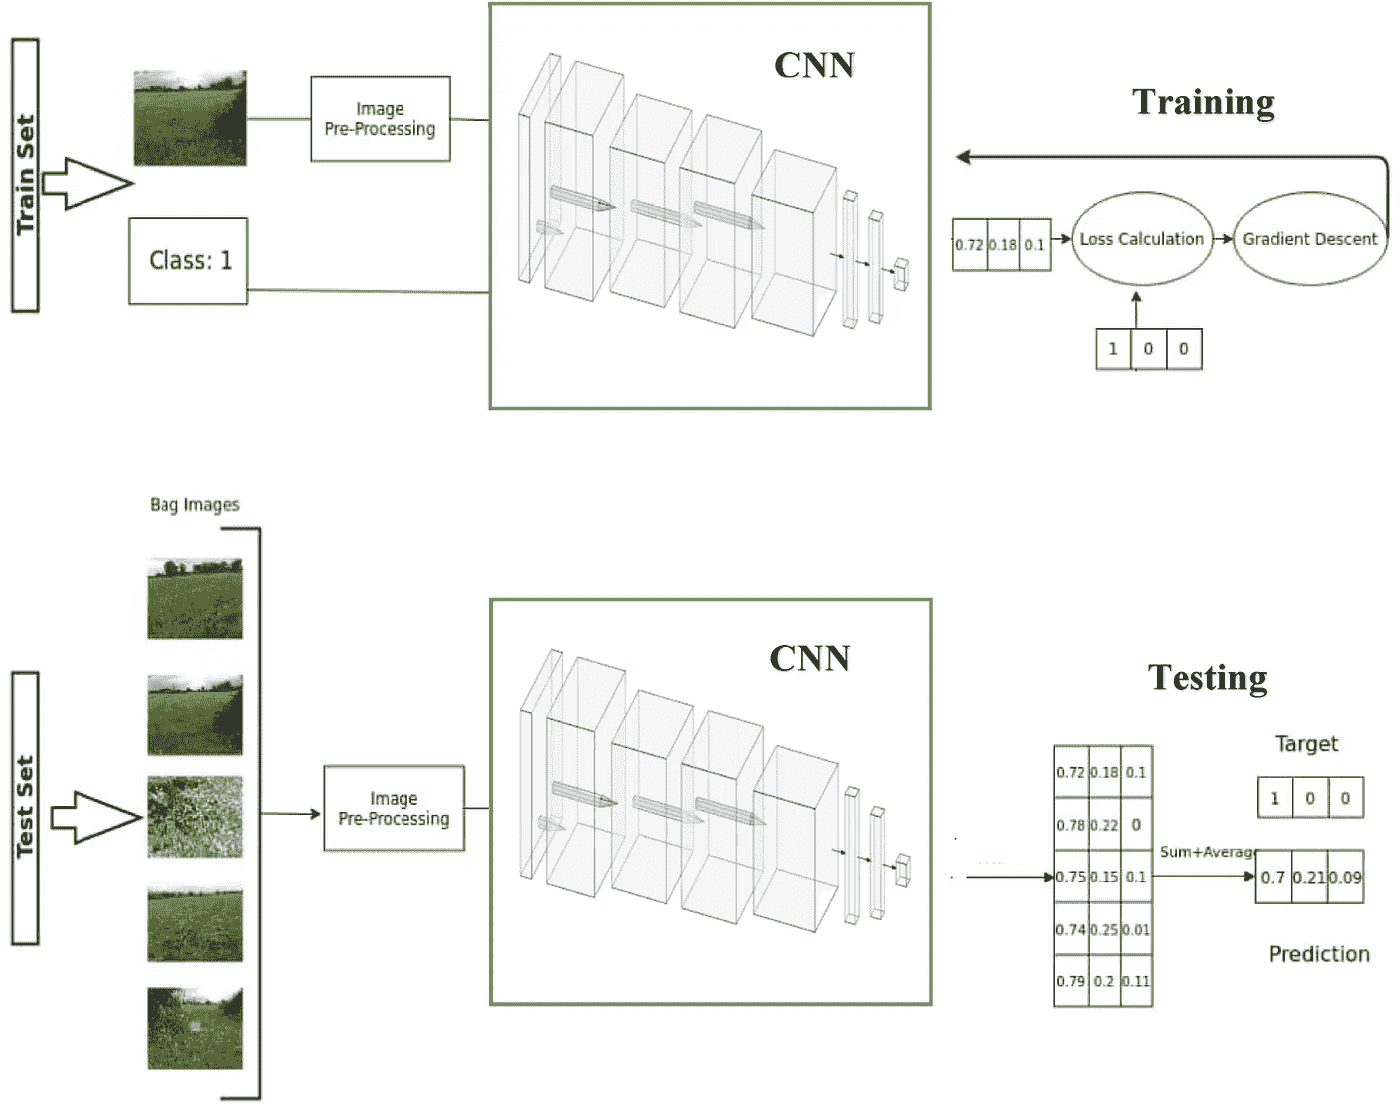 Train Set
Image
Pre-Processing
Class: 1
CNN
Training
0.72 0.18 0.1
Loss Calculation
Gradient Descent
1 0 0
Bag Images
Test Set
Image
Pre-Processing
CNN
Testing
0.72 0.18 0.1
0.78 0.22 0
0.75 0.15 0.1
0.74 0.25 0.01
0.79 0.2 0.11
Sum+Average
Target
1 0 0
0.7 0.21 0.09
Prediction